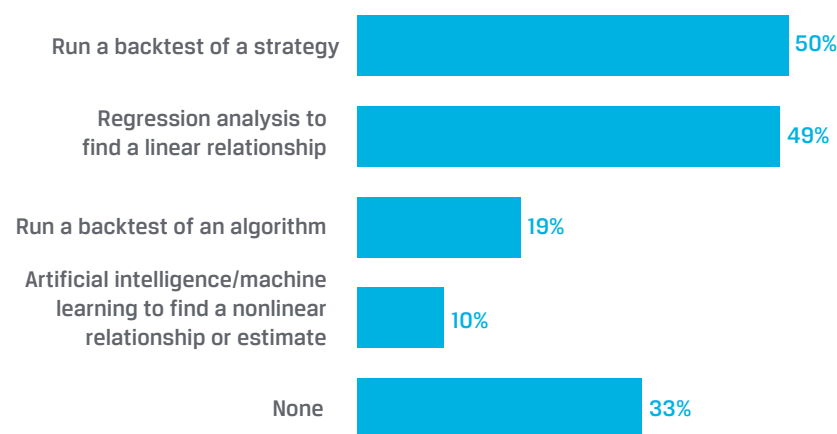 Run a backtest of a strategy
50%
Regression analysis to
find a linear relationship
49%
Run a backtest of an algorithm
19%
Artificial intelligence/machine
learning to find a nonlinear
relationship or estimate
10%
None
33%